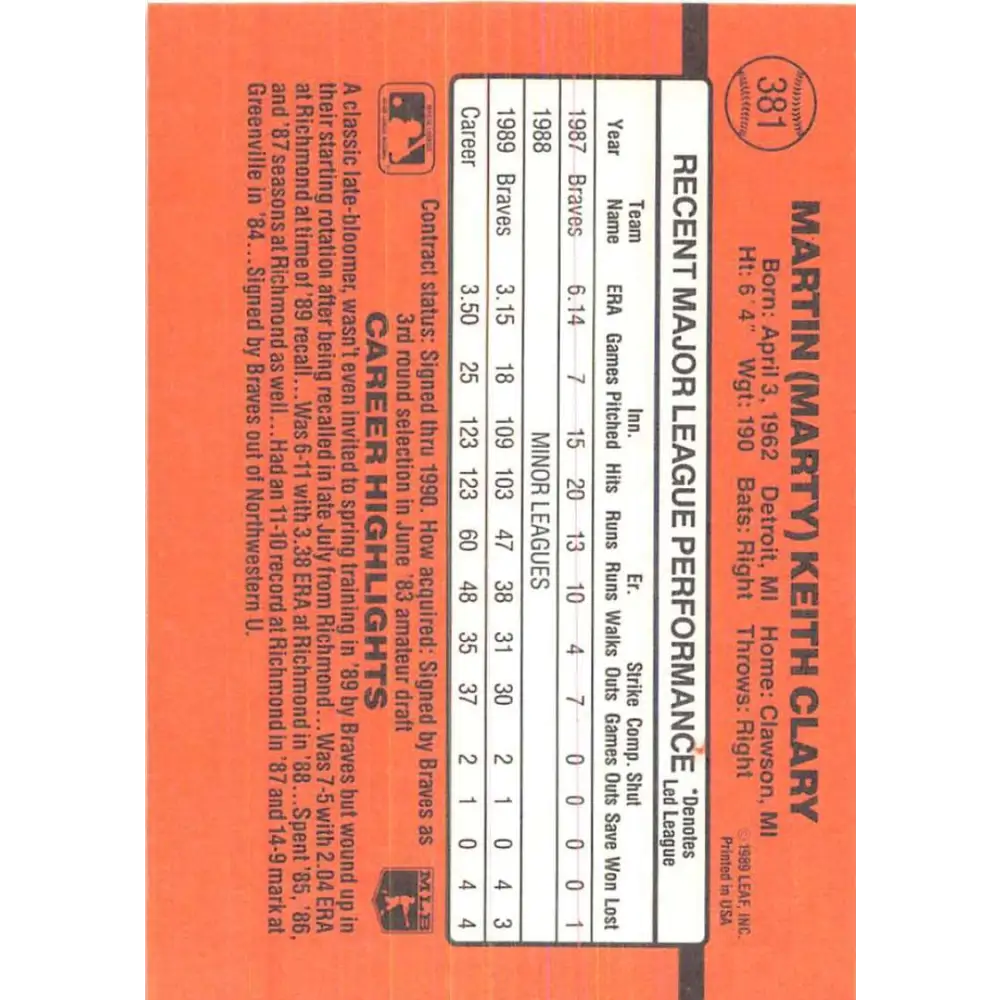 381
MARTIN (MARTY) KEITH CLARY
Born: April 3, 1962 Detroit, MI Home: Clawson, MI
Ht: 6'4" Wgt: 190 Bats: Right Throws: Right
© 1989 LEAF, INC.
Printed in USA
RECENT MAJOR LEAGUE PERFORMANCE *Denotes Led League
Year Team Name ERA Games Inn. Pitched Hits Runs Er. Runs Walks Strike Outs Comp. Games Shut Outs Save Won Lost
1987 Braves 6.14 7 15 20 13 10 4 7 0 0 0 0 1
1988 MINOR LEAGUES
1989 Braves 3.15 18 109 103 47 38 31 30 2 1 0 4 3
Career 3.50 25 123 123 60 48 35 37 2 1 0 4 4
Contract status: Signed thru 1990. How acquired: Signed by Braves as
3rd round selection in June '83 amateur draft
MLB
CAREER HIGHLIGHTS
A classic late-bloomer, wasn't even invited to spring training in '89 by Braves but wound up in
their starting rotation after being recalled in late July from Richmond...Was 7-5 with 2.04 ERA
at Richmond at time of '89 recall...Was 6-11 with 3.38 ERA at Richmond in '88...Spent '85, '86,
and '87 seasons at Richmond as well...Had an 11-10 record at Richmond in '87 and 14-9 mark at
Greenville in '84...Signed by Braves out of Northwestern U.